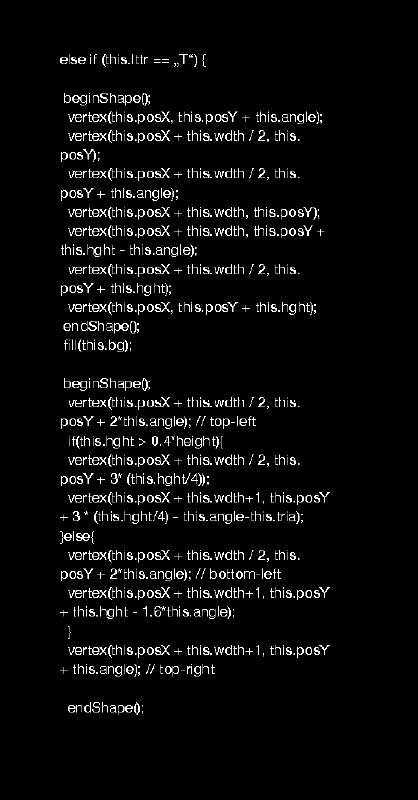 else if (this.lttr == „T“) {
beginShape();
vertex(this.posX, this.posY + this.angle);
vertex(this.posX + this.wdth / 2, this.
posY);
vertex(this.posX + this.wdth / 2, this.
posY + this.angle);
vertex(this.posX + this.wdth, this.posY);
vertex(this.posX + this.wdth, this.posY +
this.hght - this.angle);
vertex(this.posX + this.wdth / 2, this.
posY + this.hght);
vertex(this.posX, this.posY + this.hght);
endShape();
fill(this.bg);
beginShape();
vertex(this.posX + this.wdth / 2, this.
posY + 2*this.angle); // top-left
if(this.hght > 0.4*height){
vertex(this.posX + this.wdth / 2, this.
posY + 3* (this.hght/4));
vertex(this.posX + this.wdth+1, this.posY
+ 3 * (this.hght/4) - this.angle-this.tria);
}else{
vertex(this.posX + this.wdth / 2, this.
posY + 2*this.angle); // bottom-left
vertex(this.posX + this.wdth+1, this.posY
+ this.hght - 1.6*this.angle);
}
vertex(this.posX + this.wdth+1, this.posY
+ this.angle); // top-right
endShape();